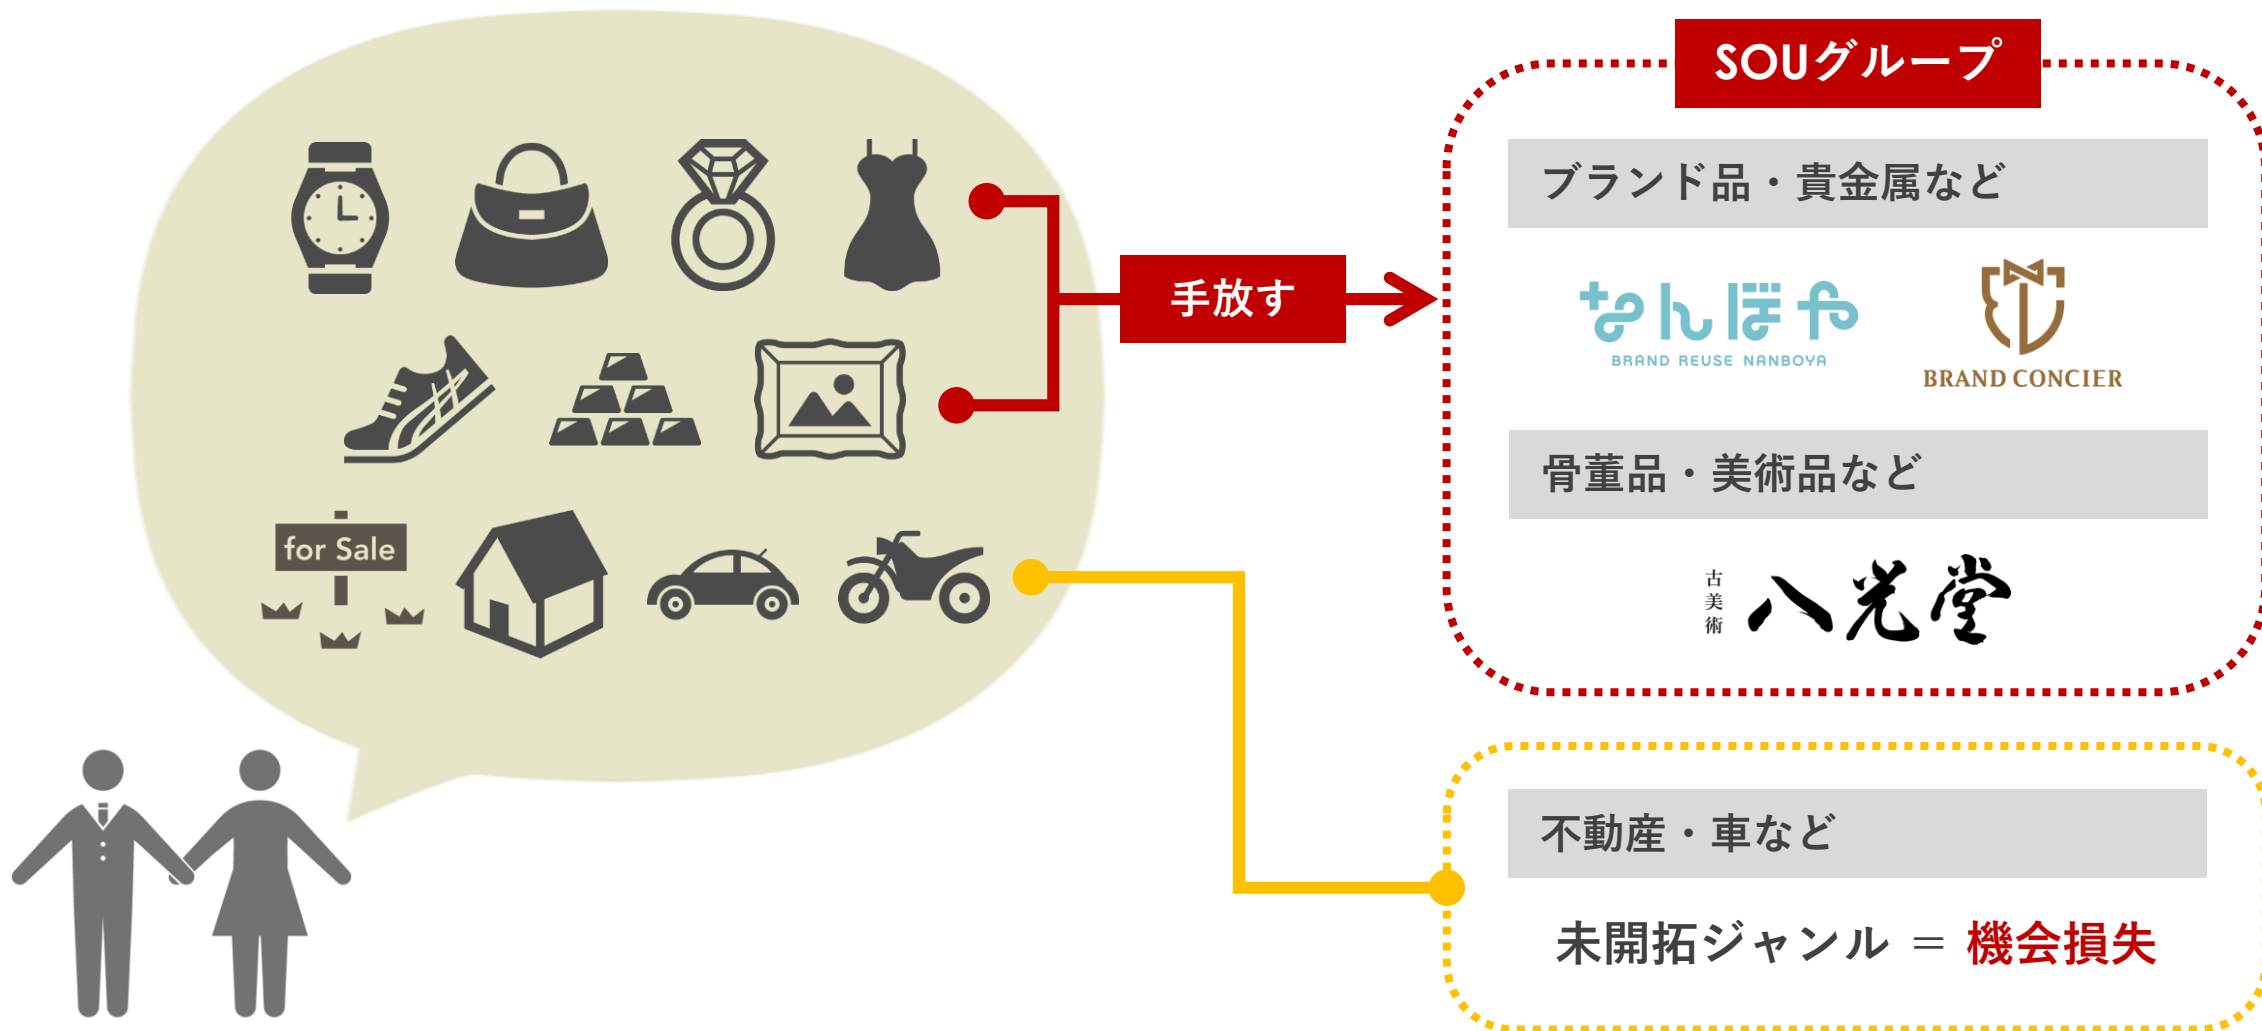 SOUグループ
ブランド品・貴金属など
なんぼや
BRAND REUSE NANBOYA
BRAND CONCIER
手放す
骨董品・美術品など
古美術
八光堂
for Sale
不動産・車など
未開拓ジャンル = 機会損失